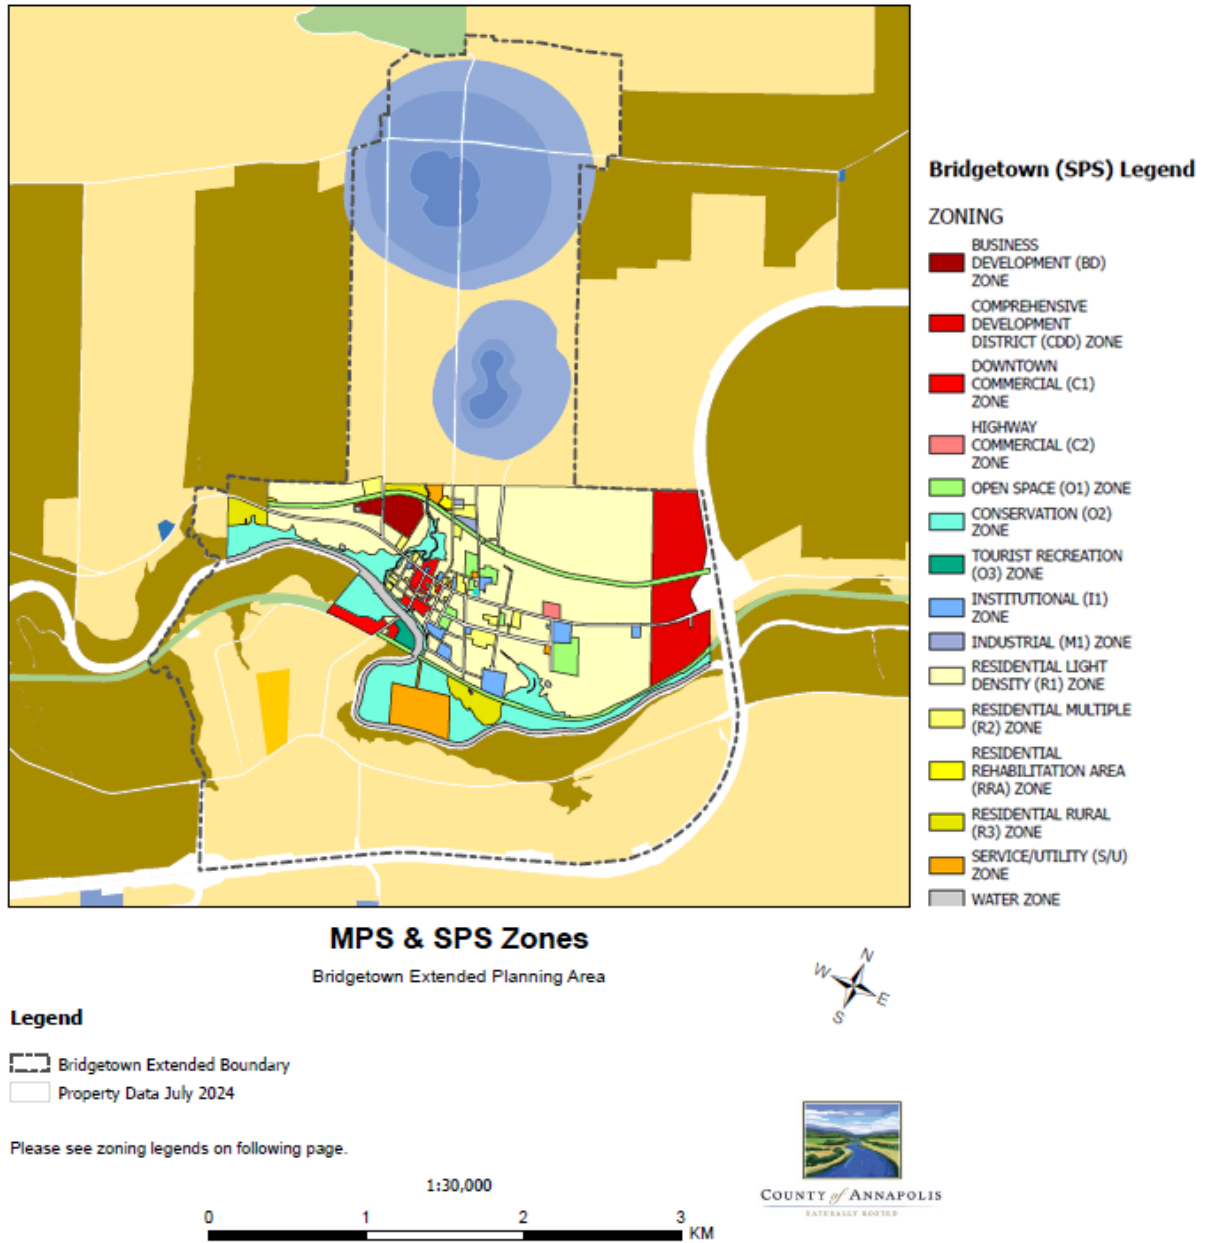 Bridgetown (SPS) Legend
ZONING
BUSINESS
DEVELOPMENT (BD)
ZONE
COMPREHENSIVE
DEVELOPMENT
DISTRICT (CDD) ZONE
DOWNTOWN
COMMERCIAL (C1)
ZONE
HIGHWAY
COMMERCIAL (C2)
ZONE
OPEN SPACE (O1) ZONE
CONSERVATION (O2)
ZONE
TOURIST RECREATION
(O3) ZONE
INSTITUTIONAL (I1)
ZONE
INDUSTRIAL (M1) ZONE
RESIDENTIAL LIGHT
DENSITY (R1) ZONE
RESIDENTIAL MULTIPLE
(R2) ZONE
RESIDENTIAL
REHABILITATION AREA
(RRA) ZONE
RESIDENTIAL RURAL
(R3) ZONE
SERVICE/UTILITY (S/U)
ZONE
WATER ZONE
MPS & SPS Zones
Bridgetown Extended Planning Area
N
W
E
S
Legend
Bridgetown Extended Boundary
Property Data July 2024
Please see zoning legends on following page.
1:30,000
0 1 2 3
KM
COUNTY of ANNAPOLIS
NATURALLY ROOTED